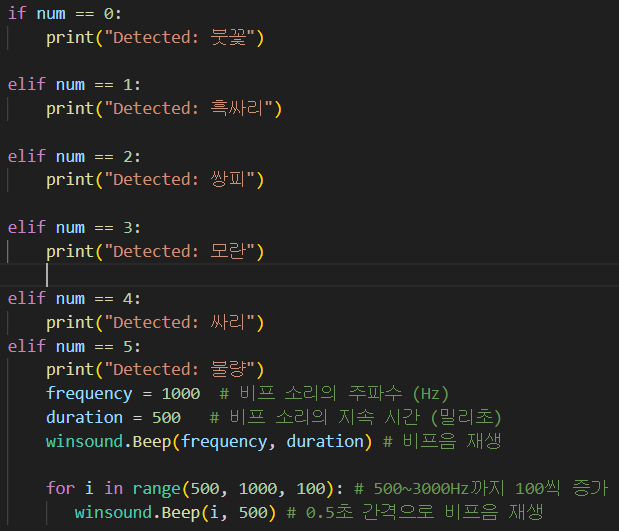 if num == 0:
print("Detected: 붓꽃")
elif num == 1:
print("Detected: 흑싸리")
elif num == 2:
print("Detected: 쌍피")
elif num == 3:
print("Detected: 모란")
elif num == 4:
print("Detected: 싸리")
elif num == 5:
print("Detected: 불량")
frequency = 1000  # 비프 소리의 주파수 (Hz)
duration = 500   # 비프 소리의 지속 시간 (밀리초)
winsound.Beep(frequency, duration) # 비프음 재생
for i in range(500, 1000, 100): # 500~3000Hz까지 100씩 증가
winsound.Beep(i, 500) # 0.5초 간격으로 비프음 재생